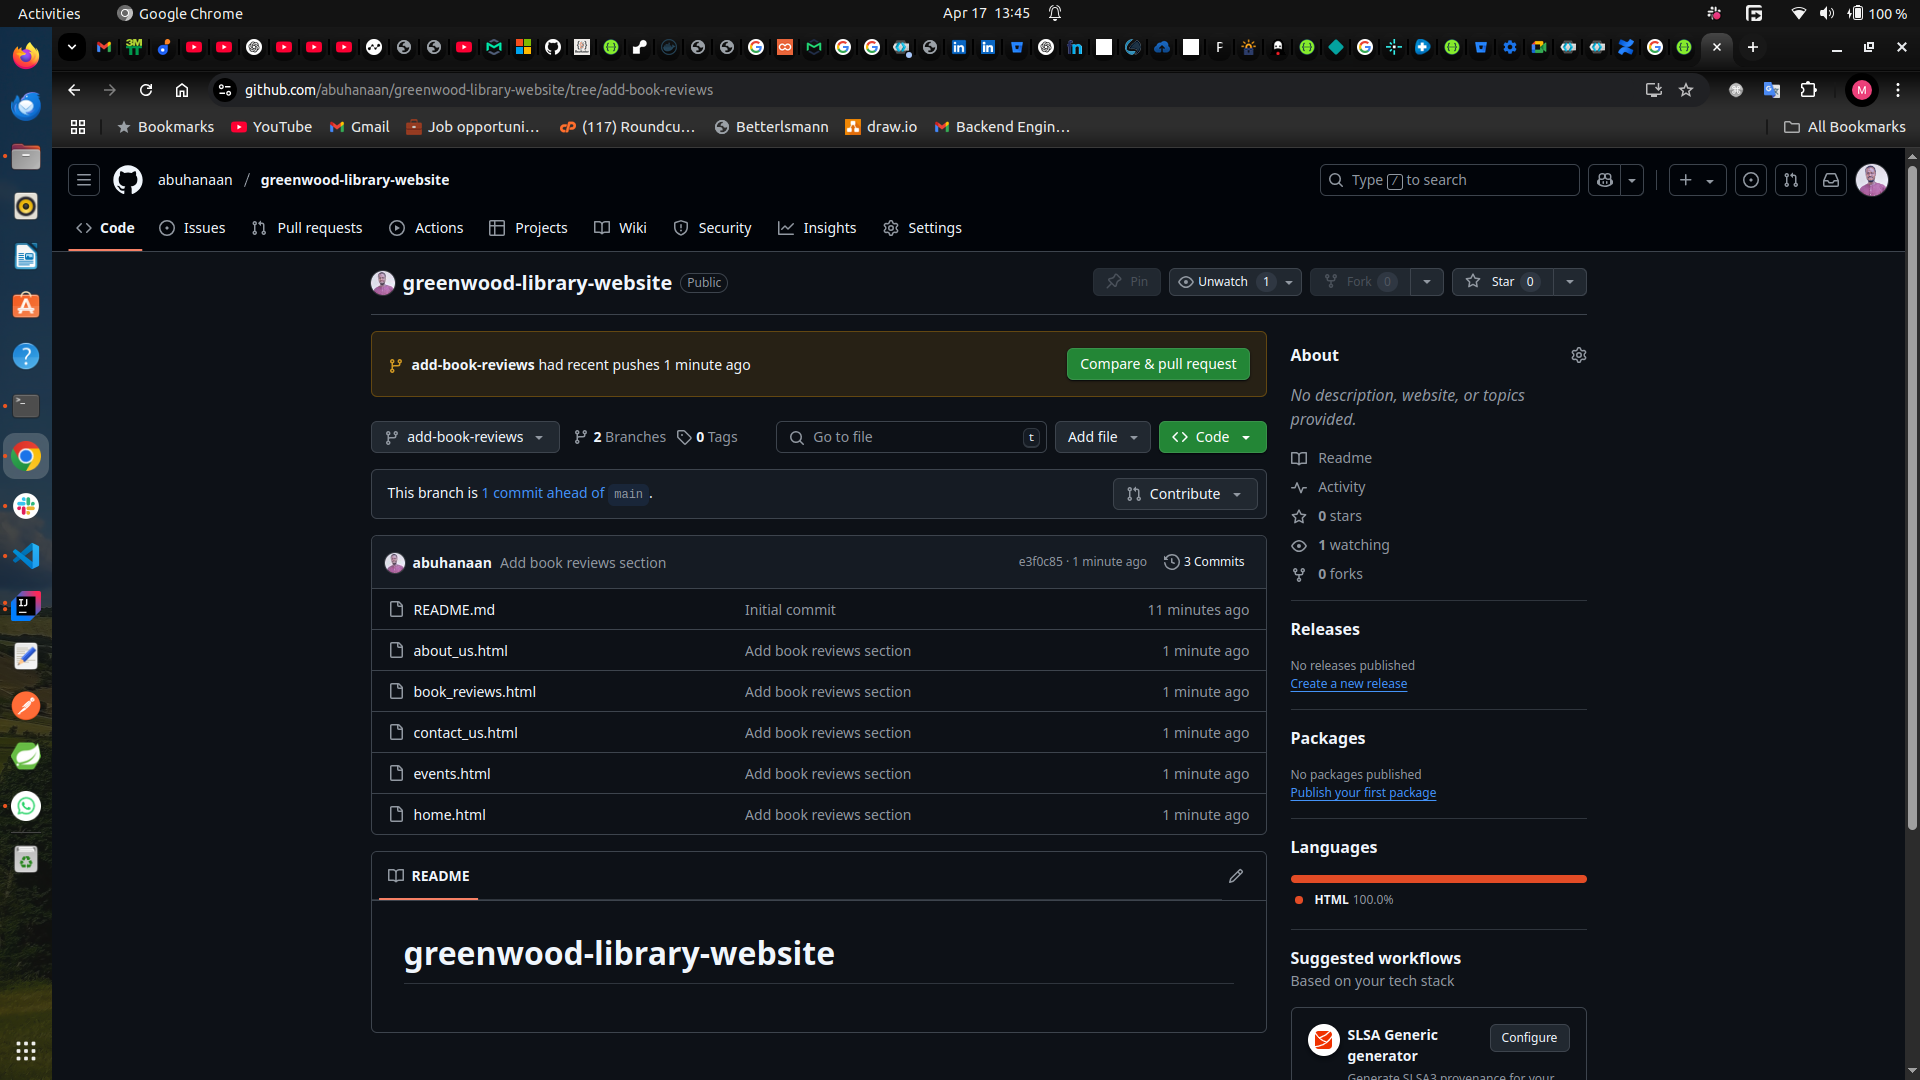 Activities
Google Chrome
Apr 17 13:45
100 %
github.com/abuhanaan/greenwood-library-website/tree/add-book-reviews
M
Bookmarks
YouTube
Gmail
Job opportuni…
(117) Roundcu…
Betterlsmann
draw.io
Backend Engin…
All Bookmarks
abuhanaan / greenwood-library-website
Type / to search
Code
Issues
Pull requests
Actions
Projects
Wiki
Security
Insights
Settings
greenwood-library-website Public
Pin
Unwatch 1
Fork 0
Star 0
add-book-reviews had recent pushes 1 minute ago
Compare & pull request
add-book-reviews
2 Branches
0 Tags
Go to file t
Add file
Code
This branch is 1 commit ahead of main .
Contribute
abuhanaan Add book reviews section e3f0c85 · 1 minute ago 3 Commits
README.md Initial commit 11 minutes ago
about_us.html Add book reviews section 1 minute ago
book_reviews.html Add book reviews section 1 minute ago
contact_us.html Add book reviews section 1 minute ago
events.html Add book reviews section 1 minute ago
home.html Add book reviews section 1 minute ago
README
greenwood-library-website
About
No description, website, or topics
provided.
Readme
Activity
0 stars
1 watching
0 forks
Releases
No releases published
Create a new release
Packages
No packages published
Publish your first package
Languages
HTML 100.0%
Suggested workflows
Based on your tech stack
SLSA Generic
generator
Configure
Generate SLSA3 provenance for your